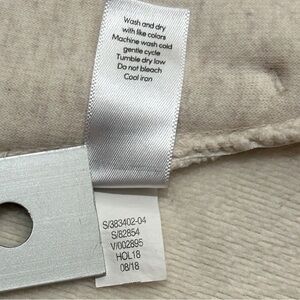 Wash and dry
with like colors
Machine wash cold
gentle cycle
Tumble dry low
Do not bleach
Cool iron
S/383402-04
S/82854
V/002895
HOL18
08/18